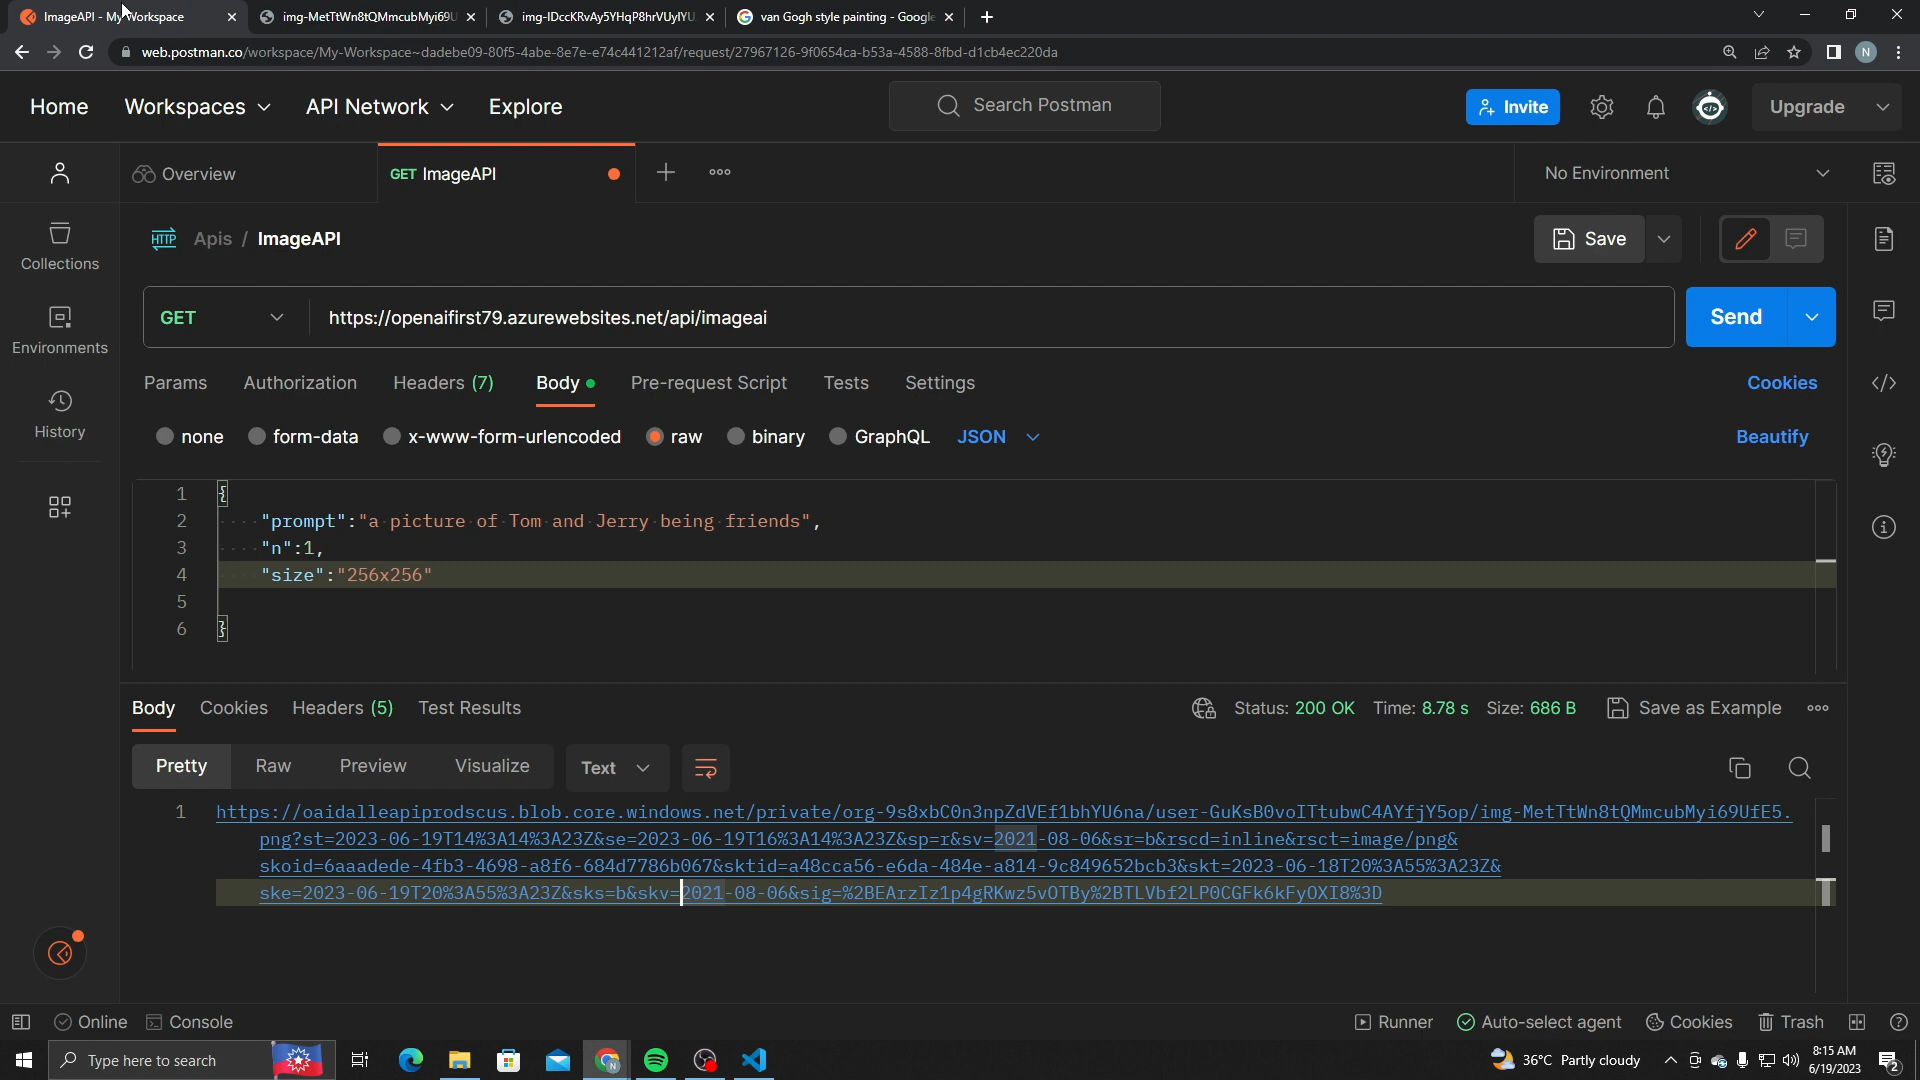 ImageAPI - My Workspace
img-MetTtWn8tQMmcubMyi69U
img-IDccKRvAy5YHqP8hrVUyIYU
van Gogh style painting - Google
web.postman.co/workspace/My-Workspace~dadebe09-80f5-4abe-8e7e-e74c441212af/request/27967126-9f0654ca-b53a-4588-8fbd-d1cb4ec220da
N
Home
Workspaces
API Network
Explore
Search Postman
Invite
Upgrade
Overview
GET ImageAPI
No Environment
HTTP
Apis / ImageAPI
Save
Collections
Environments
History
GET
https://openaifirst79.azurewebsites.net/api/imageai
Send
Params
Authorization
Headers (7)
Body
Pre-request Script
Tests
Settings
Cookies
none
form-data
x-www-form-urlencoded
raw
binary
GraphQL
JSON
Beautify
1 {
2 "prompt":"a picture of Tom and Jerry being friends",
3 "n":1,
4 "size":"256x256"
5
6 }
Body
Cookies
Headers (5)
Test Results
Status: 200 OK
Time: 8.78 s
Size: 686 B
Save as Example
Pretty
Raw
Preview
Visualize
Text
1 https://oaidalleapiprodscus.blob.core.windows.net/private/org-9s8xbC0n3npZdVEf1bhYU6na/user-GuKsB0voITtubwC4AYfjY5op/img-MetTtWn8tQMmcubMyi69UfE5.
png?st=2023-06-19T14%3A14%3A23Z&se=2023-06-19T16%3A14%3A23Z&sp=r&sv=2021-08-06&sr=b&rscd=inline&rsct=image/png&
skoid=6aaadede-4fb3-4698-a8f6-684d7786b067&sktid=a48cca56-e6da-484e-a814-9c849652bcb3&skt=2023-06-18T20%3A55%3A23Z&
ske=2023-06-19T20%3A55%3A23Z&sks=b&skv=2021-08-06&sig=%2BEArzIz1p4gRKwz5vOTBy%2BTLVbf2LP0CGFk6kFyOXI8%3D
Online
Console
Runner
Auto-select agent
Cookies
Trash
Type here to search
N
36°C Partly cloudy
8:15 AM
6/19/2023
2